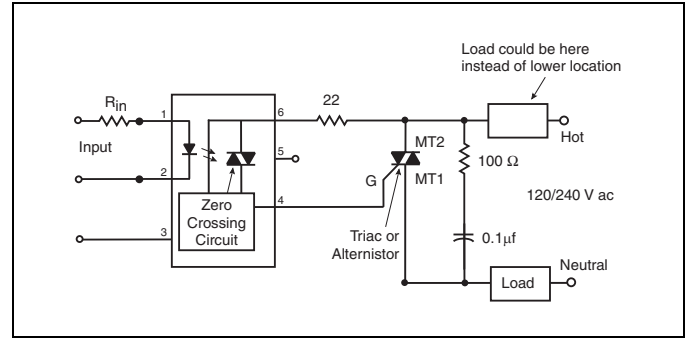 Load could be here
instead of lower location
Rin
1
6
22
Hot
Input
5
MT2
100 Ω
G
MT1
2
4
120/240 V ac
Zero
Crossing
Circuit
3
Triac or
Alternistor
0.1µf
Neutral
Load